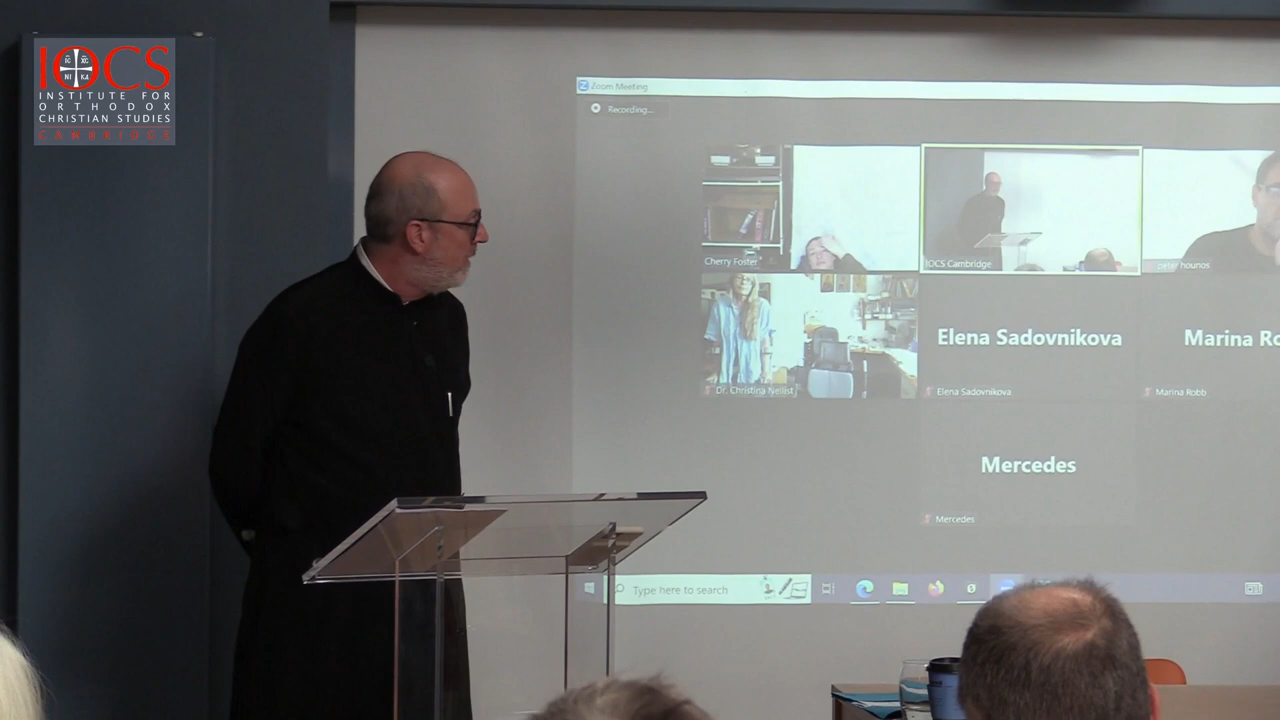 IOCS
IC XC
NI KA
INSTITUTE FOR
ORTHODOX
CHRISTIAN STUDIES
CAMBRIDGE
Zoom Meeting
Recording...
Cherry Foster
IOCS Cambridge
peter hounos
Dr. Christina Nellist
Elena Sadovnikova
Elena Sadovnikova
Marina Ro
Marina Robb
Mercedes
Mercedes
Type here to search